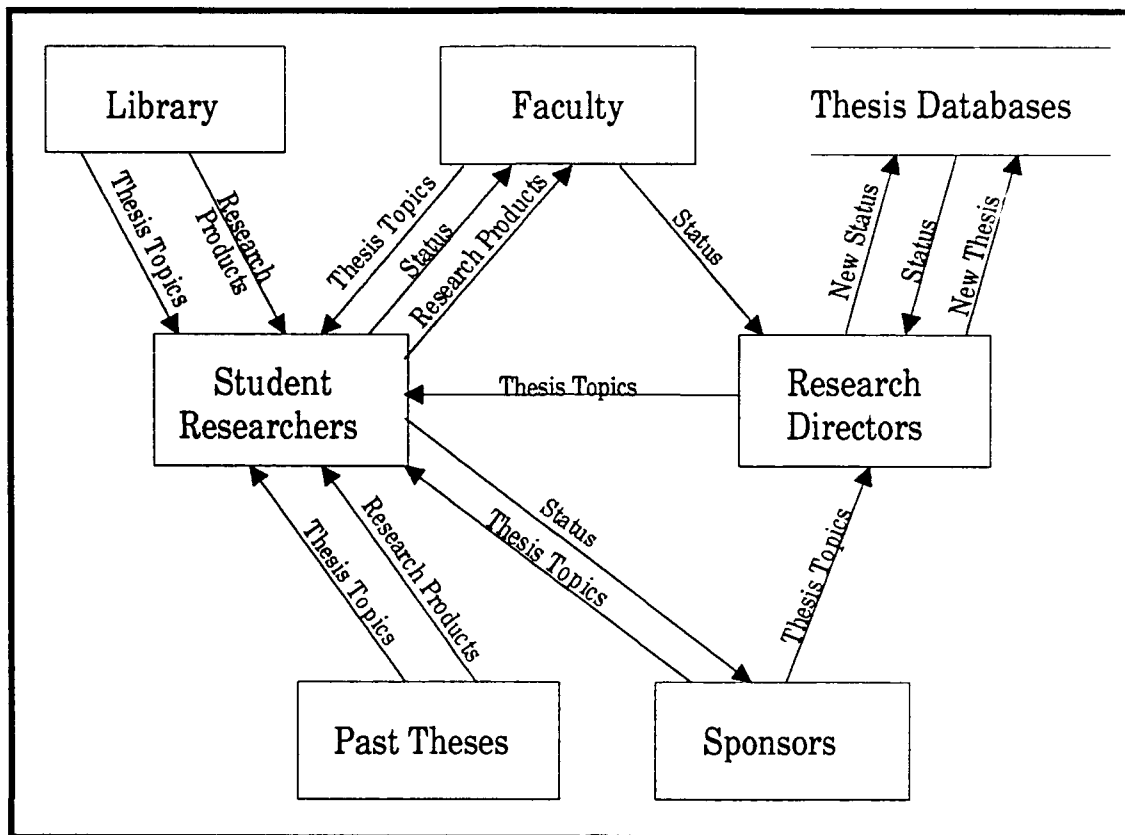 Library
Faculty
Thesis Databases
Thesis Topics
Research
Products
Thesis Topics
Status
Research Products
Status
New Status
Status
New Thesis
Student
Researchers
Thesis Topics
Research
Directors
Thesis Topics
Research Products
Status
Thesis Topics
Thesis Topics
Past Theses
Sponsors